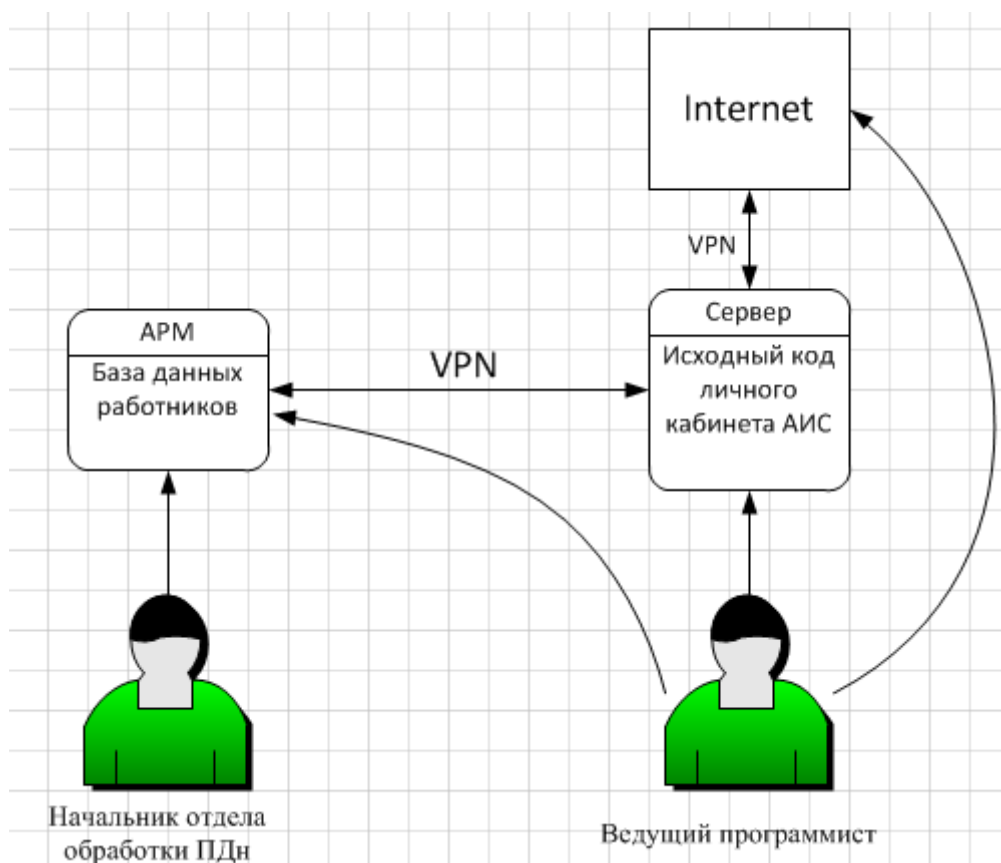 Internet
VPN
АРМ
База данных
работников
VPN
Сервер
Исходный код
личного
кабинета АИС
Начальник отдела
обработки ПДн
Ведущий программист